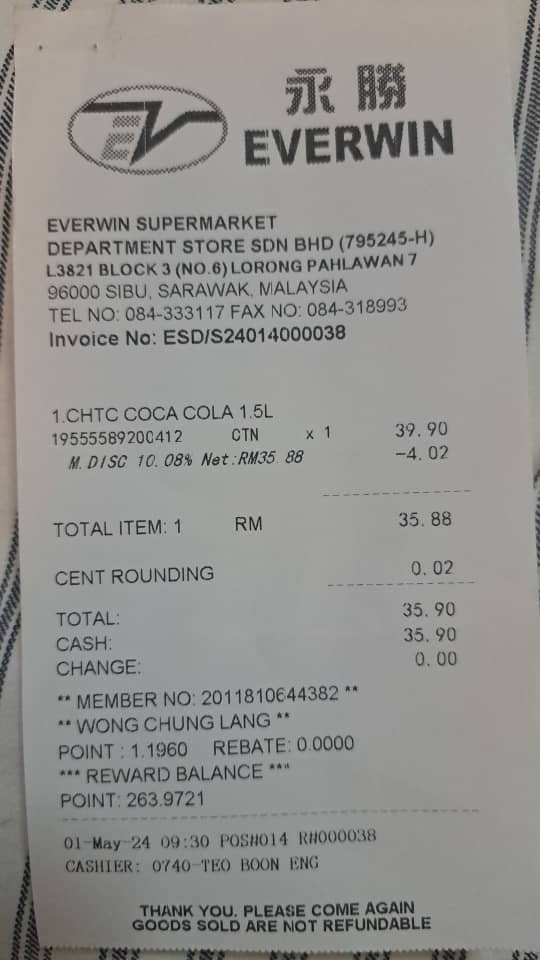 永勝
EV
EVERWIN
EVERWIN SUPERMARKET
DEPARTMENT STORE SDN BHD (795245-H)
L3821 BLOCK 3 (NO.6) LORONG PAHLAWAN 7
96000 SIBU, SARAWAK, MALAYSIA
TEL NO: 084-333117 FAX NO: 084-318993
Invoice No: ESD/S24014000038
1.CHTC COCA COLA 1.5L
19555589200412 CTN x 1 39.90
M.DISC 10.08% Net:RM35.88 -4.02
TOTAL ITEM: 1 RM 35.88
CENT ROUNDING 0.02
TOTAL: 35.90
CASH: 35.90
CHANGE: 0.00
** MEMBER NO: 2011810644382 **
** WONG CHUNG LANG **
POINT : 1.1960 REBATE: 0.0000
*** REWARD BALANCE ***
POINT: 263.9721
01-May-24 09:30 POS#014 R#000038
CASHIER: 0740-TEO BOON ENG
THANK YOU. PLEASE COME AGAIN
GOODS SOLD ARE NOT REFUNDABLE